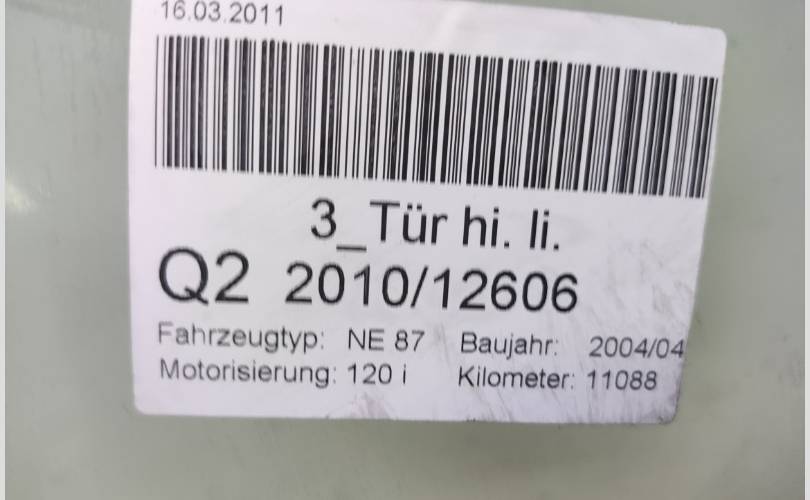 16.03.2011
3_Tür hi. li.
Q2 2010/12606
Fahrzeugtyp: NE 87 Baujahr: 2004/04
Motorisierung: 120 i Kilometer: 11088